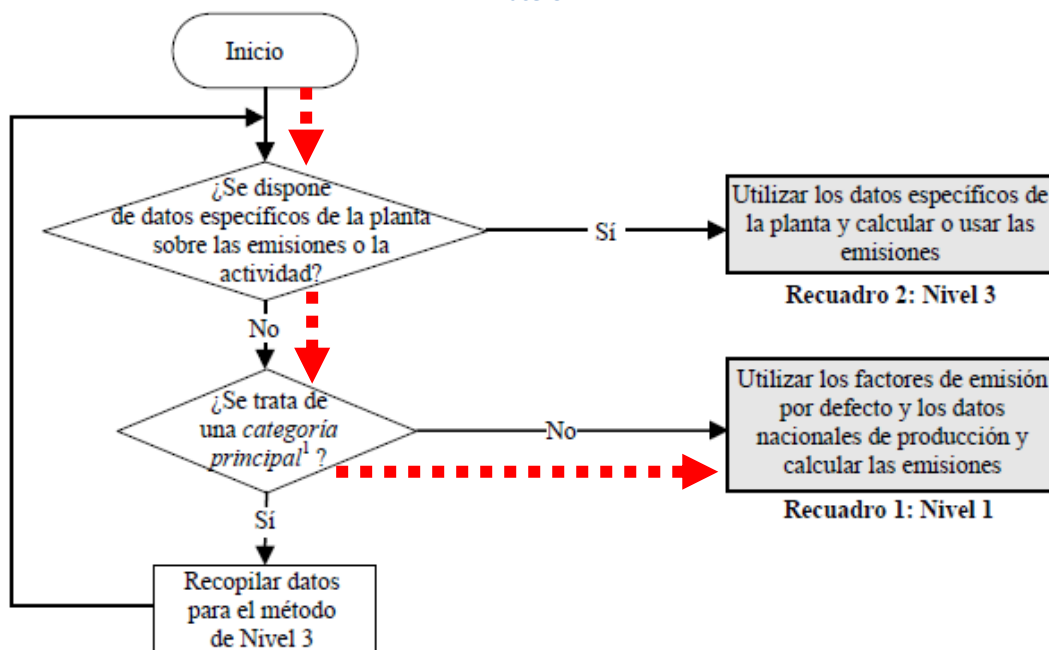 Inicio
¿Se dispone
de datos específicos de la planta
sobre las emisiones o la
actividad?
Sí
Utilizar los datos específicos de
la planta y calcular o usar las
emisiones
Recuadro 2: Nivel 3
No
¿Se trata de
una categoría
principal¹ ?
No
Utilizar los factores de emisión
por defecto y los datos
nacionales de producción y
calcular las emisiones
Recuadro 1: Nivel 1
Sí
Recopilar datos
para el método
de Nivel 3